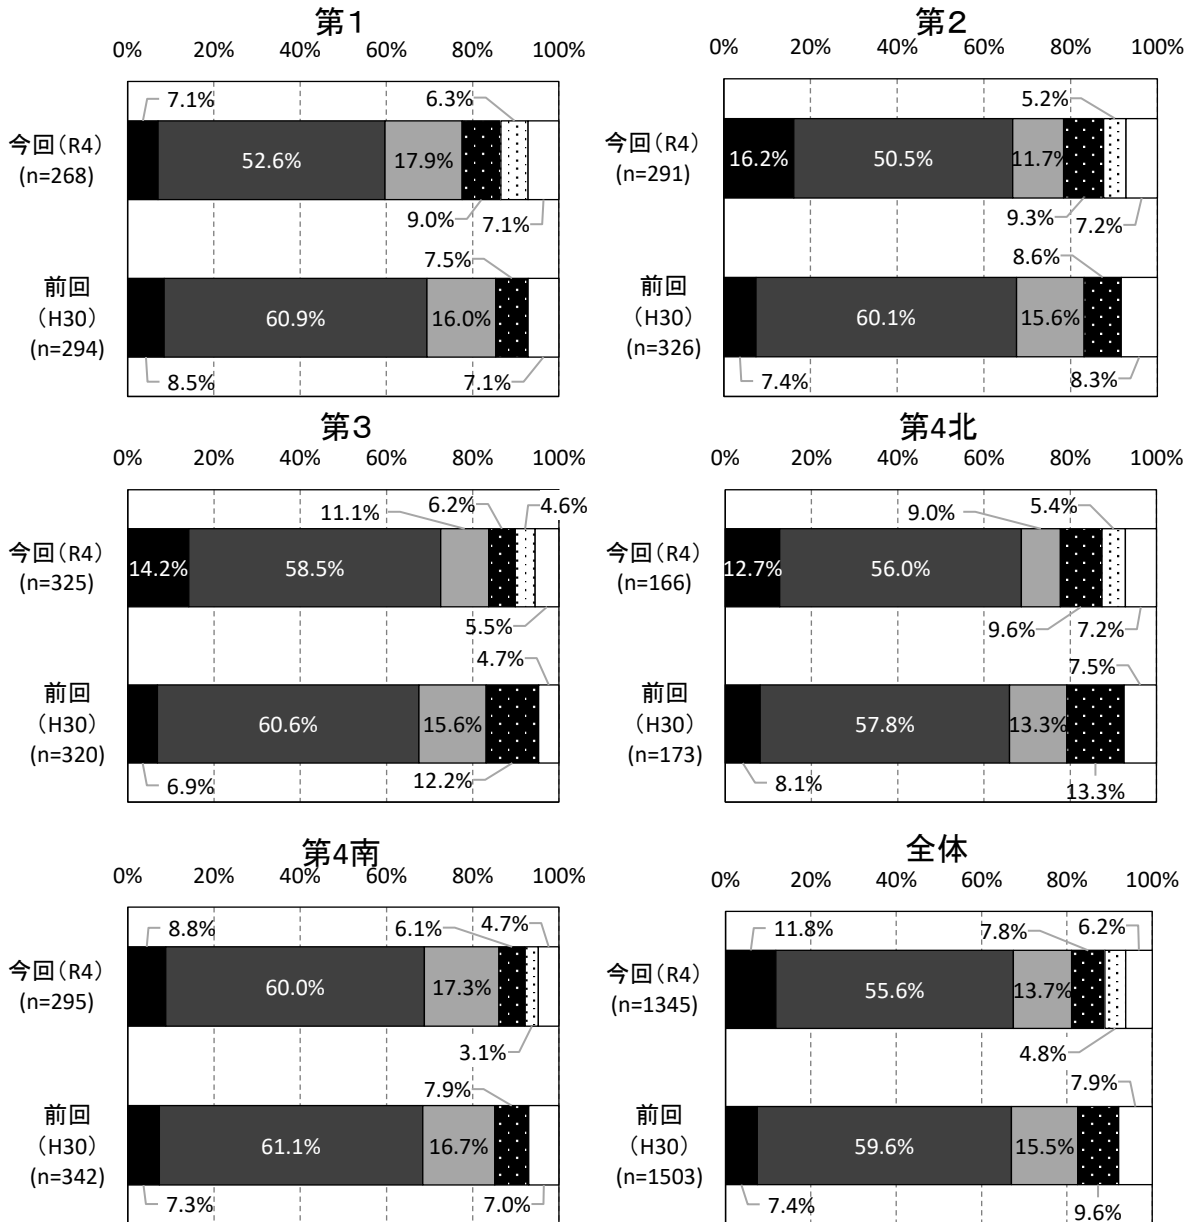 第１
0% 20% 40% 60% 80% 100%
7.1% 6.3%
今回（R4）
(n=268)
52.6% 17.9%
9.0% 7.1%
7.5%
前回
（H30）
(n=294)
60.9% 16.0%
8.5% 7.1%
第２
0% 20% 40% 60% 80% 100%
5.2%
今回（R4）
(n=291)
16.2% 50.5% 11.7%
9.3% 7.2%
8.6%
前回
（H30）
(n=326)
60.1% 15.6%
7.4% 8.3%
第３
0% 20% 40% 60% 80% 100%
11.1% 6.2% 4.6%
今回（R4）
(n=325)
14.2% 58.5%
5.5%
4.7%
前回
（H30）
(n=320)
60.6% 15.6%
6.9% 12.2%
第4北
0% 20% 40% 60% 80% 100%
9.0% 5.4%
今回（R4）
(n=166)
12.7% 56.0%
9.6% 7.2%
7.5%
前回
（H30）
(n=173)
57.8% 13.3%
8.1% 13.3%
第4南
0% 20% 40% 60% 80% 100%
8.8% 6.1% 4.7%
今回（R4）
(n=295)
60.0% 17.3%
3.1%
7.9%
前回
（H30）
(n=342)
61.1% 16.7%
7.3% 7.0%
全体
0% 20% 40% 60% 80% 100%
11.8% 7.8% 6.2%
今回（R4）
(n=1345)
55.6% 13.7%
4.8%
7.9%
前回
（H30）
(n=1503)
59.6% 15.5%
7.4% 9.6%